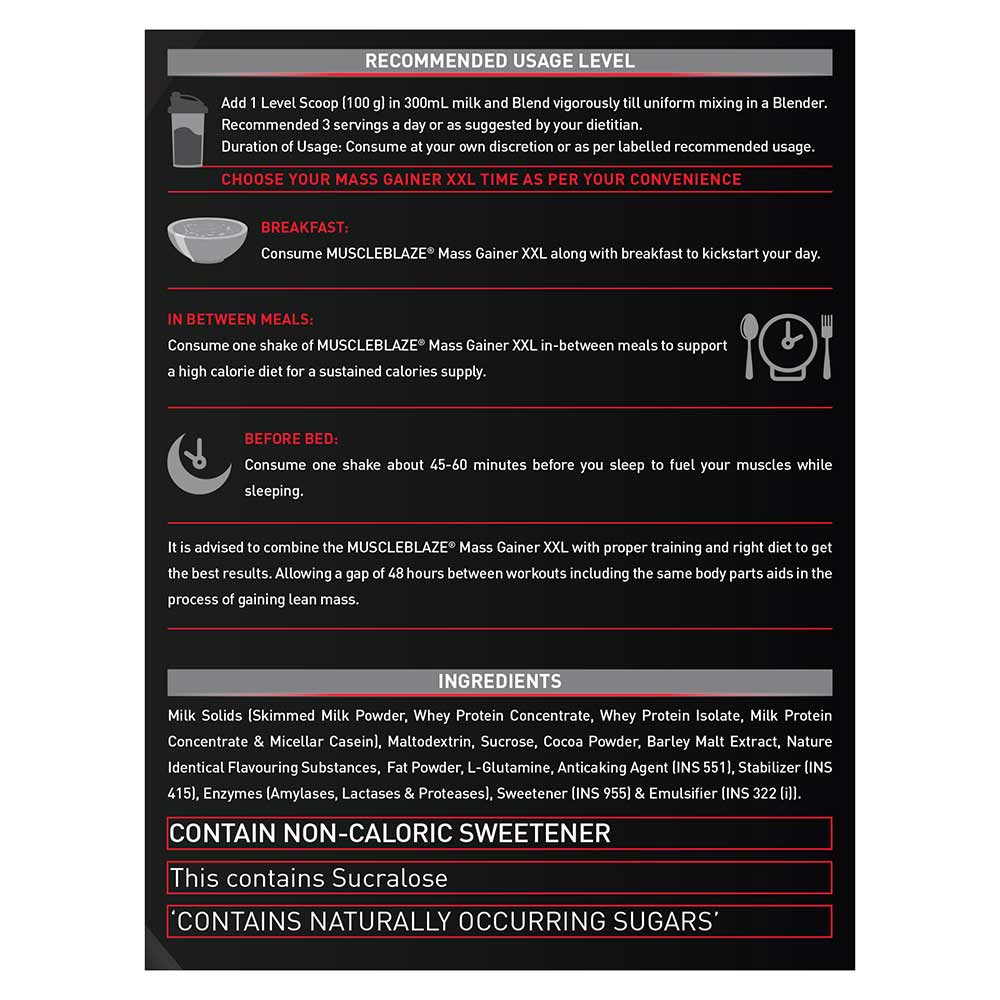 RECOMMENDED USAGE LEVEL
Add 1 Level Scoop (100 g) in 300mL milk and Blend vigorously till uniform mixing in a Blender.
Recommended 3 servings a day or as suggested by your dietitian.
Duration of Usage: Consume at your own discretion or as per labelled recommended usage.
CHOOSE YOUR MASS GAINER XXL TIME AS PER YOUR CONVENIENCE
BREAKFAST:
Consume MUSCLEBLAZE® Mass Gainer XXL along with breakfast to kickstart your day.
IN BETWEEN MEALS:
Consume one shake of MUSCLEBLAZE® Mass Gainer XXL in-between meals to support
a high calorie diet for a sustained calories supply.
BEFORE BED:
Consume one shake about 45-60 minutes before you sleep to fuel your muscles while
sleeping.
It is advised to combine the MUSCLEBLAZE® Mass Gainer XXL with proper training and right diet to get
the best results. Allowing a gap of 48 hours between workouts including the same body parts aids in the
process of gaining lean mass.
INGREDIENTS
Milk Solids (Skimmed Milk Powder, Whey Protein Concentrate, Whey Protein Isolate, Milk Protein
Concentrate & Micellar Casein), Maltodextrin, Sucrose, Cocoa Powder, Barley Malt Extract, Nature
Identical Flavouring Substances, Fat Powder, L-Glutamine, Anticaking Agent (INS 551), Stabilizer (INS
415), Enzymes (Amylases, Lactases & Proteases), Sweetener (INS 955) & Emulsifier (INS 322 (i)).
CONTAIN NON-CALORIC SWEETENER
This contains Sucralose
‘CONTAINS NATURALLY OCCURRING SUGARS’